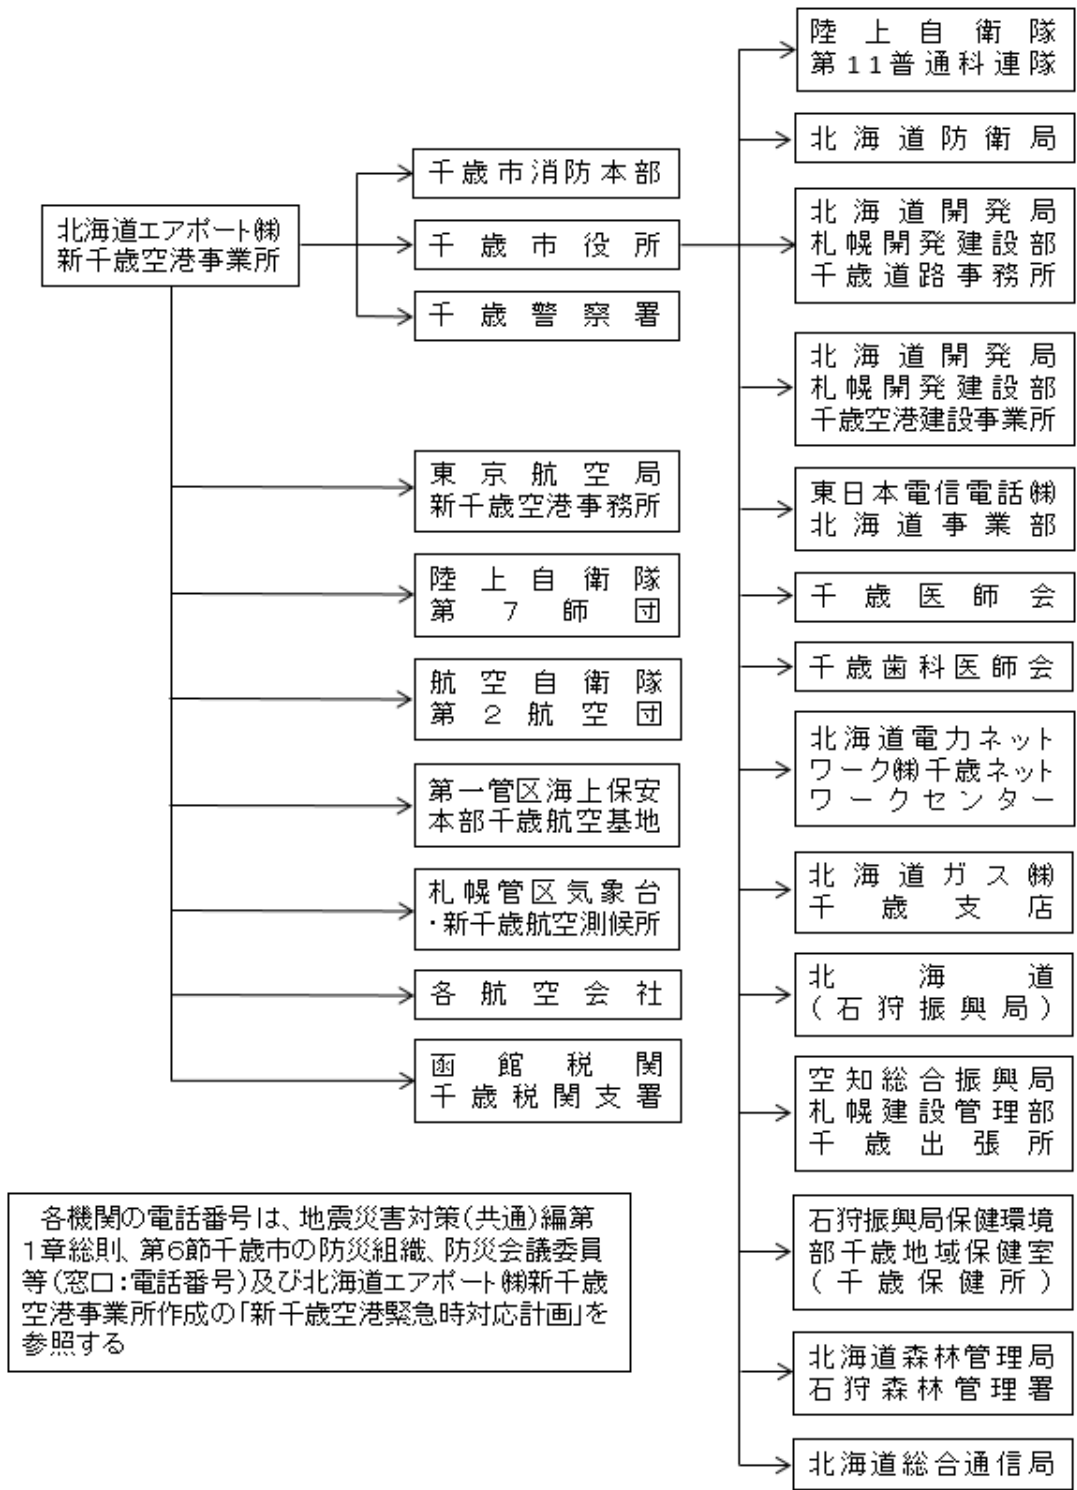 北海道エアポート㈱
新千歳空港事業所
千歳市消防本部
千歳市役所
千歳警察署
東京航空局
新千歳空港事務所
陸上自衛隊
第7師団
航空自衛隊
第2航空団
第一管区海上保安
本部千歳航空基地
札幌管区気象台
・新千歳航空測候所
各航空会社
函館税関
千歳税関支署
陸上自衛隊
第11普通科連隊
北海道防衛局
北海道開発局
札幌開発建設部
千歳道路事務所
北海道開発局
札幌開発建設部
千歳空港建設事業所
東日本電信電話㈱
北海道事業部
千歳医師会
千歳歯科医師会
北海道電力ネット
ワーク㈱千歳ネット
ワークセンター
北海道ガス㈱
千歳支店
北海道
(石狩振興局)
空知総合振興局
札幌建設管理部
千歳出張所
石狩振興局保健環境
部千歳地域保健室
(千歳保健所)
北海道森林管理局
石狩森林管理署
北海道総合通信局
各機関の電話番号は、地震災害対策(共通)編第
1章総則、第6節千歳市の防災組織、防災会議委員
等(窓口:電話番号)及び北海道エアポート㈱新千歳
空港事業所作成の「新千歳空港緊急時対応計画」を
参照する